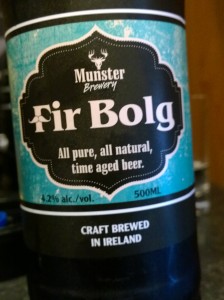 Munster
Brewery
Fir Bolg
All pure, all natural,
time aged beer.
4.2% alc./vol. 500ML
CRAFT BREWED
IN IRELAND